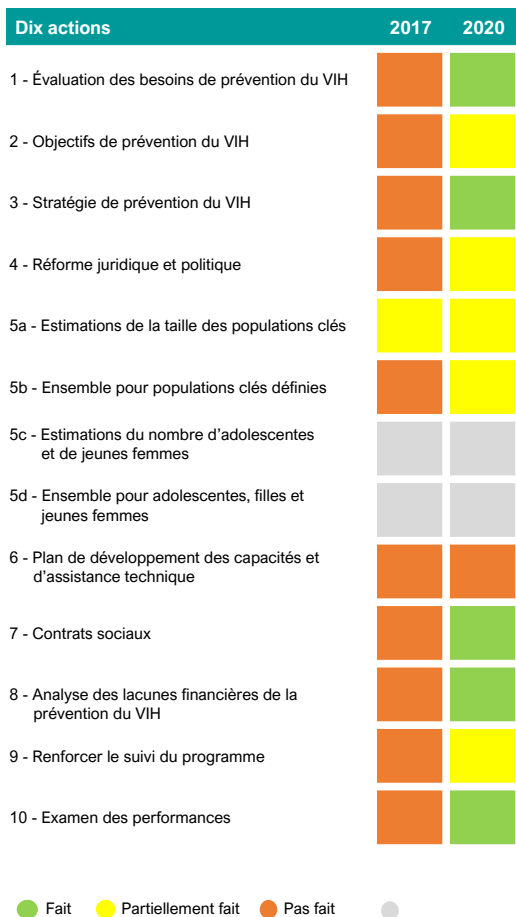 Dix actions 2017 2020
1 - Évaluation des besoins de prévention du VIH
2 - Objectifs de prévention du VIH
3 - Stratégie de prévention du VIH
4 - Réforme juridique et politique
5a - Estimations de la taille des populations clés
5b - Ensemble pour populations clés définies
5c - Estimations du nombre d’adolescentes
et de jeunes femmes
5d - Ensemble pour adolescentes, filles et
jeunes femmes
6 - Plan de développement des capacités et
d’assistance technique
7 - Contrats sociaux
8 - Analyse des lacunes financières de la
prévention du VIH
9 - Renforcer le suivi du programme
10 - Examen des performances
Fait Partiellement fait Pas fait